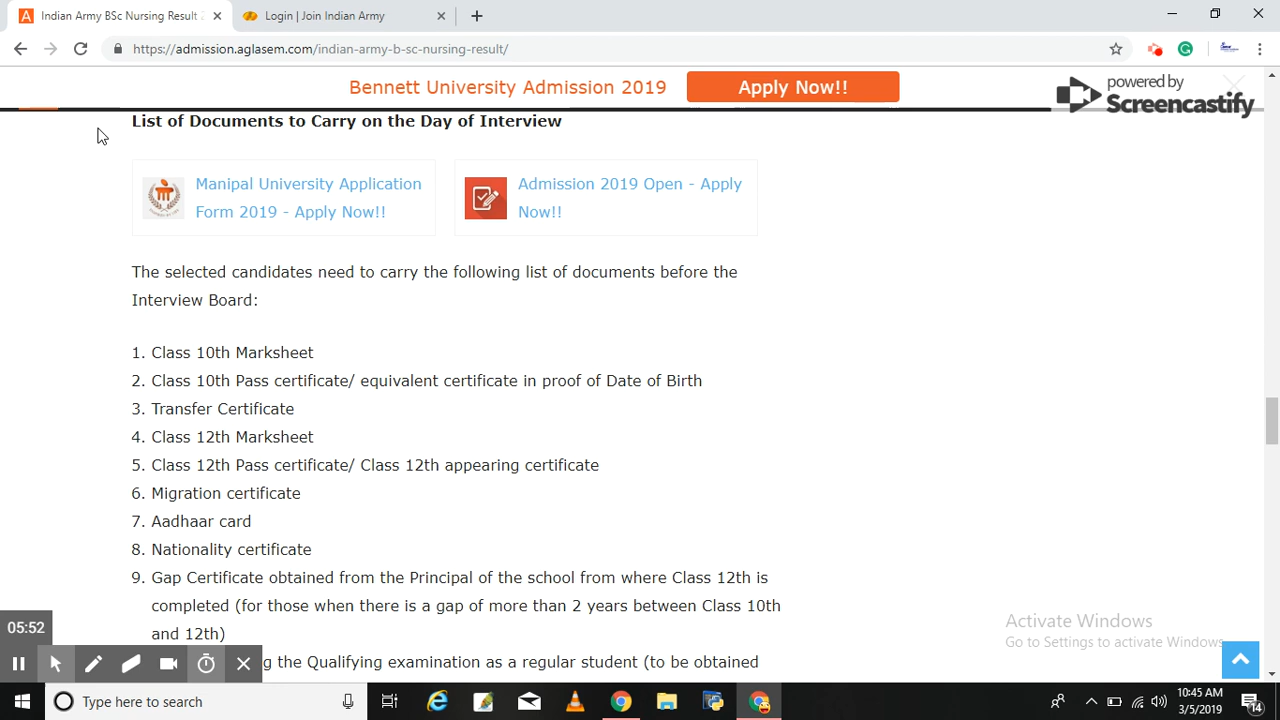 Indian Army BSc Nursing Result
Login | Join Indian Army
https://admission.aglasem.com/indian-army-b-sc-nursing-result/
Bennett University Admission 2019
Apply Now!!
powered by
Screencastify
List of Documents to Carry on the Day of Interview
Manipal University Application
Form 2019 - Apply Now!!
Admission 2019 Open - Apply
Now!!
The selected candidates need to carry the following list of documents before the
Interview Board:
1. Class 10th Marksheet
2. Class 10th Pass certificate/ equivalent certificate in proof of Date of Birth
3. Transfer Certificate
4. Class 12th Marksheet
5. Class 12th Pass certificate/ Class 12th appearing certificate
6. Migration certificate
7. Aadhaar card
8. Nationality certificate
9. Gap Certificate obtained from the Principal of the school from where Class 12th is
completed (for those when there is a gap of more than 2 years between Class 10th
and 12th)
the Qualifying examination as a regular student (to be obtained
05:52
Activate Windows
Go to Settings to activate Windows.
Type here to search
10:45 AM
3/5/2019
14